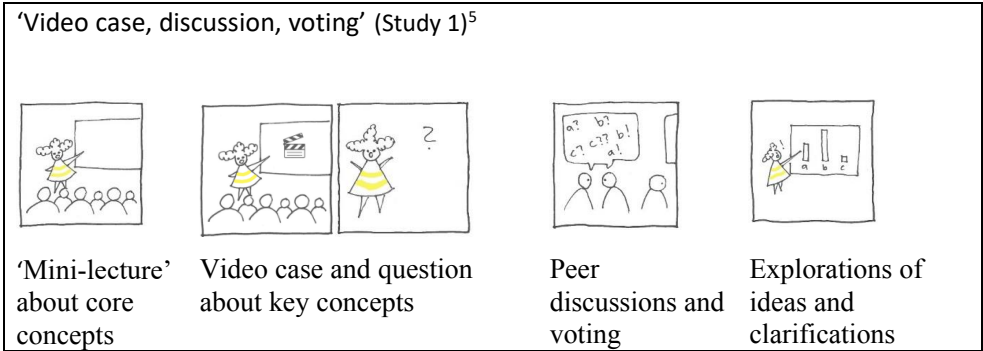 ‘Video case, discussion, voting’ (Study 1)5
?
a? b?
c? c?? b!
a!
a b c
‘Mini-lecture’
about core
concepts
Video case and question
about key concepts
Peer
discussions and
voting
Explorations of
ideas and
clarifications